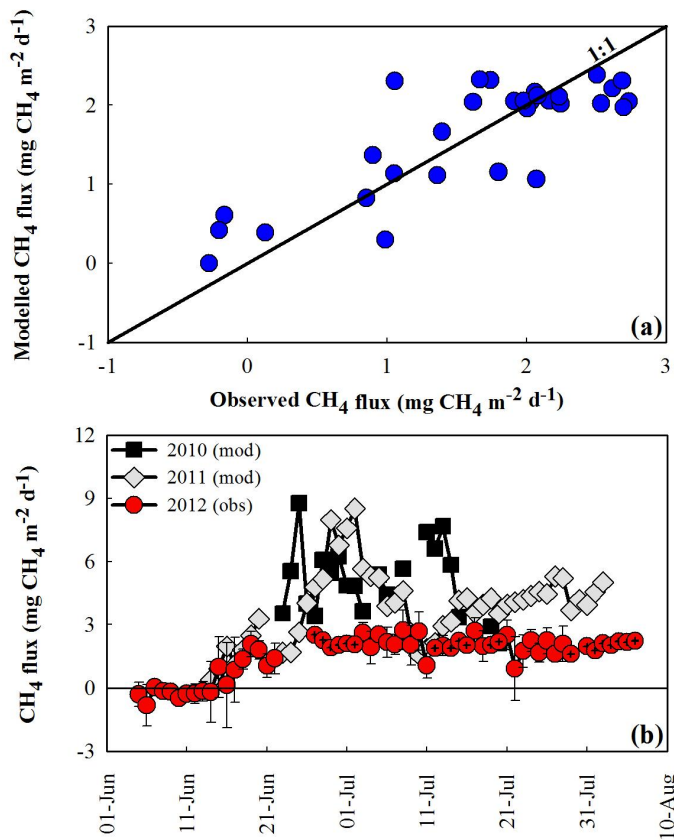 3
2
1
0
-1
Modelled CH4 flux (mg CH4 m-2 d-1)
1:1
(a)
-1 0 1 2 3
Observed CH4 flux (mg CH4 m-2 d-1)
12
9
6
3
0
-3
CH4 flux (mg CH4 m-2 d-1)
2010 (mod)
2011 (mod)
2012 (obs)
(b)
01-Jun 11-Jun 21-Jun 01-Jul 11-Jul 21-Jul 31-Jul 10-Aug